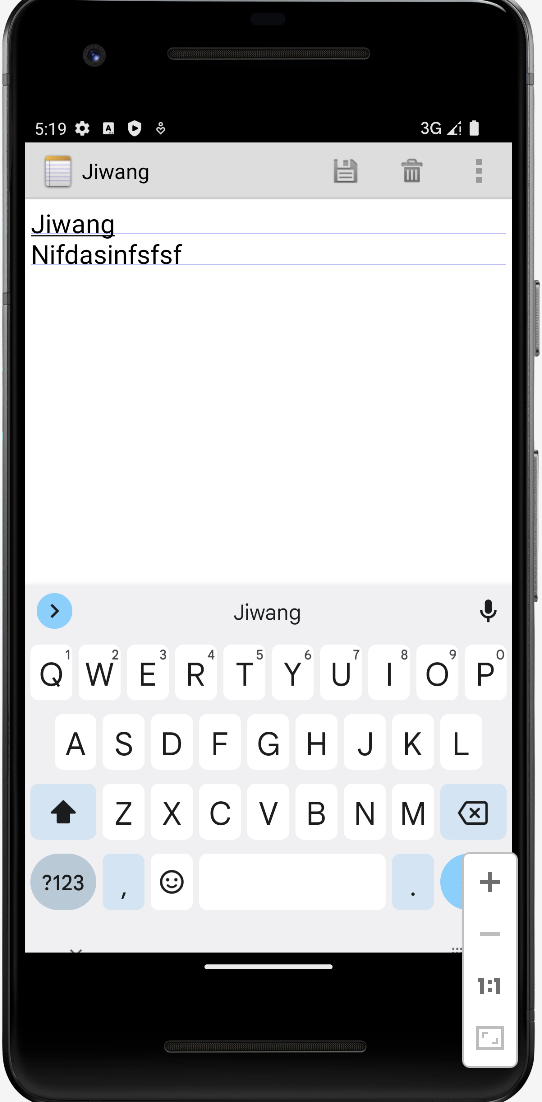 5:19
3G
Jiwang
Jiwang
Nifdasinfsfsf
Jiwang
Q1 W2 E3 R4 T5 Y6 U7 I8 O9 P0
A S D F G H J K L
Z X C V B N M
?123 , .
1:1